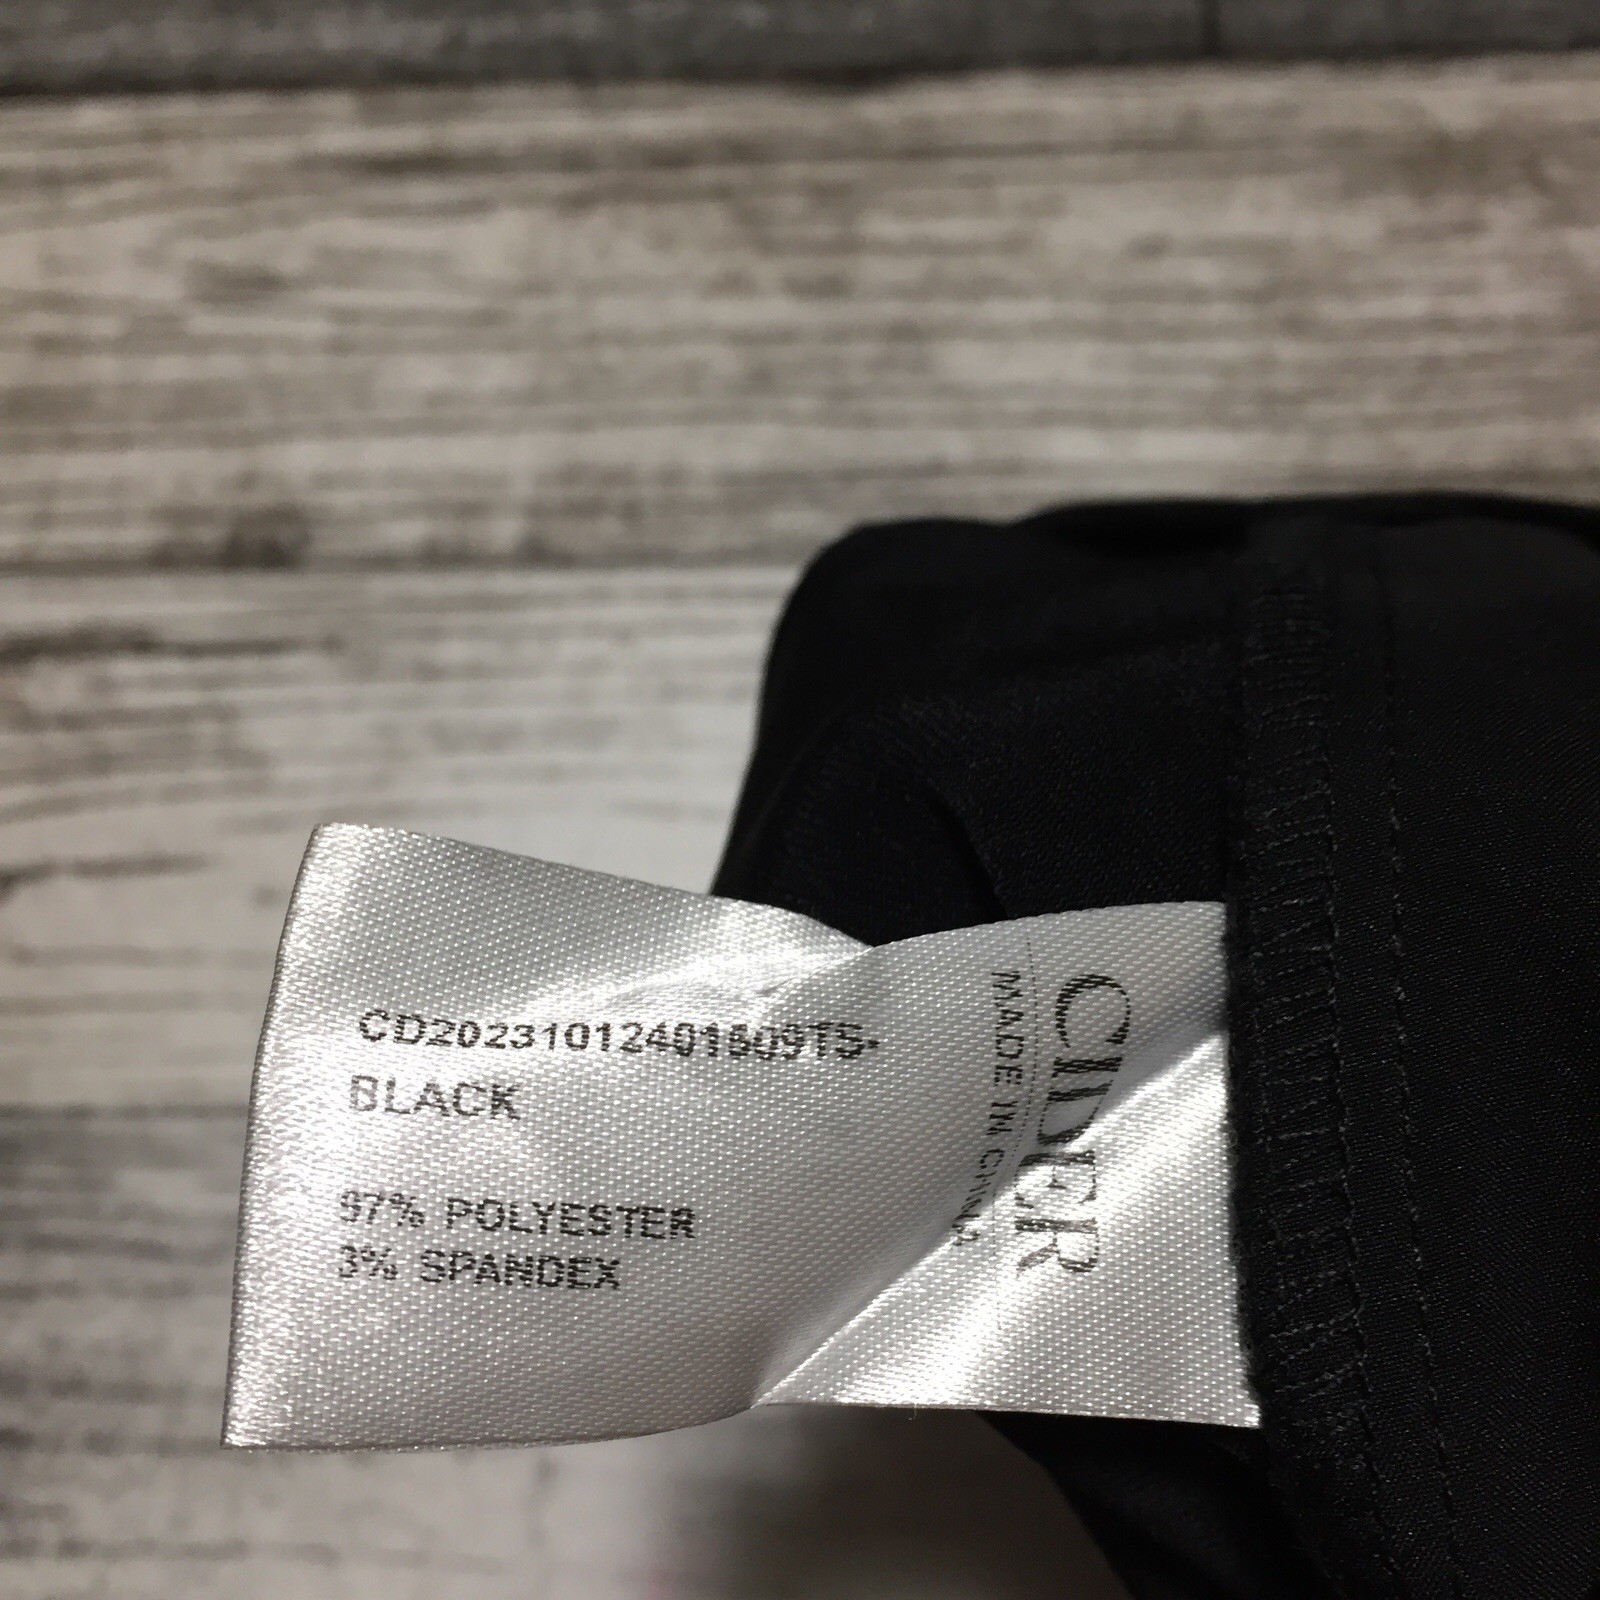 CIDER
MADE IN CHINA
CD20231012401609TS-
BLACK
97% POLYESTER
3% SPANDEX